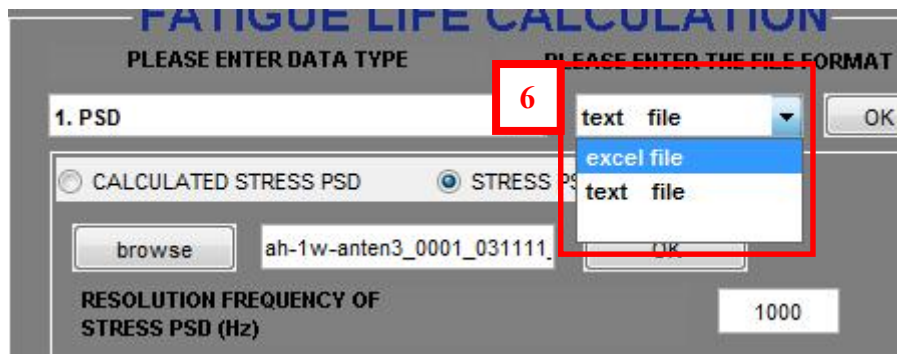 FATIGUE LIFE CALCULATION
PLEASE ENTER DATA TYPE
PLEASE ENTER THE FILE FORMAT
6
1. PSD
text file
OK
excel file
text file
CALCULATED STRESS PSD
STRESS
browse
ah-1w-anten3_0001_031111_
OK
RESOLUTION FREQUENCY OF
STRESS PSD (Hz)
1000